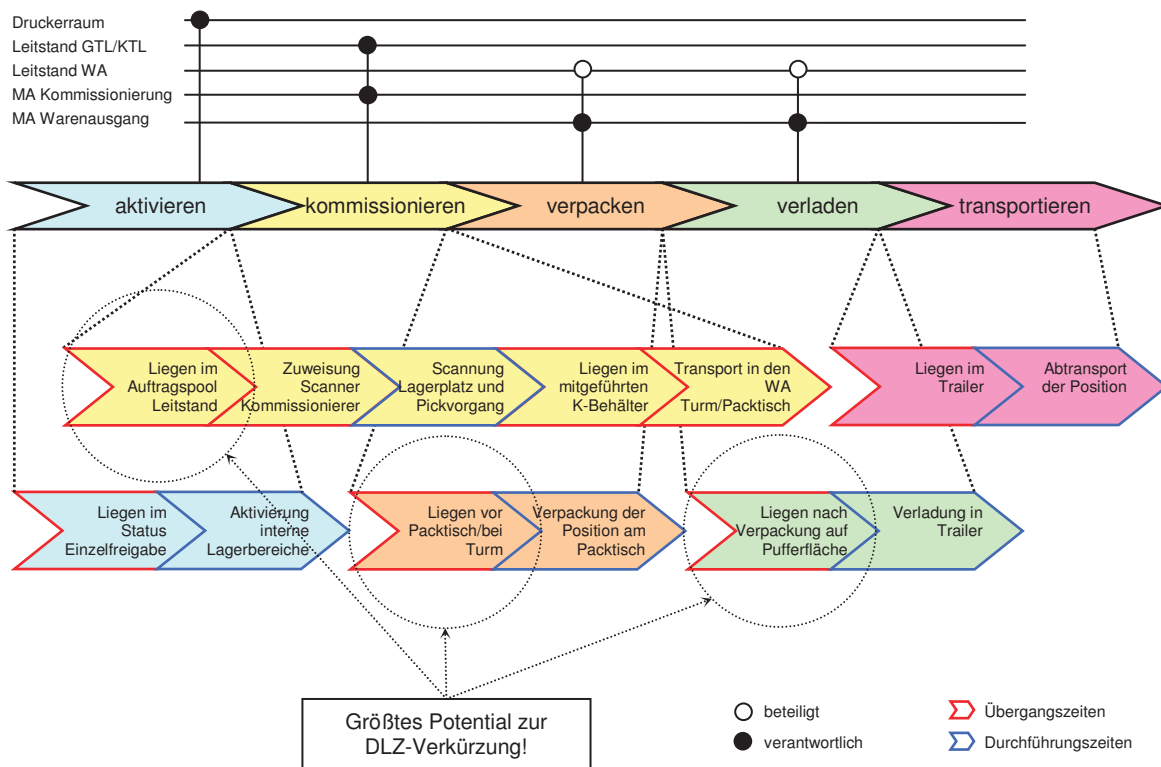 Druckerraum
Leitstand GTL/KTL
Leitstand WA
MA Kommissionierung
MA Warenausgang
aktivieren
kommissionieren
verpacken
verladen
transportieren
Liegen im
Auftragspool
Leitstand
Zuweisung
Scanner
Kommissionierer
Scannung
Lagerplatz und
Pickvorgang
Liegen im
mitgeführten
K-Behälter
Transport in den
WA
Turm/Packtisch
Liegen im
Trailer
Abtransport
der Position
Liegen im
Status
Einzelfreigabe
Aktivierung
interne
Lagerbereiche
Liegen vor
Packtisch/bei
Turm
Verpackung der
Position am
Packtisch
Liegen nach
Verpackung auf
Pufferfläche
Verladung in
Trailer
Größtes Potential zur
DLZ-Verkürzung!
beteiligt
verantwortlich
Übergangszeiten
Durchführungszeiten